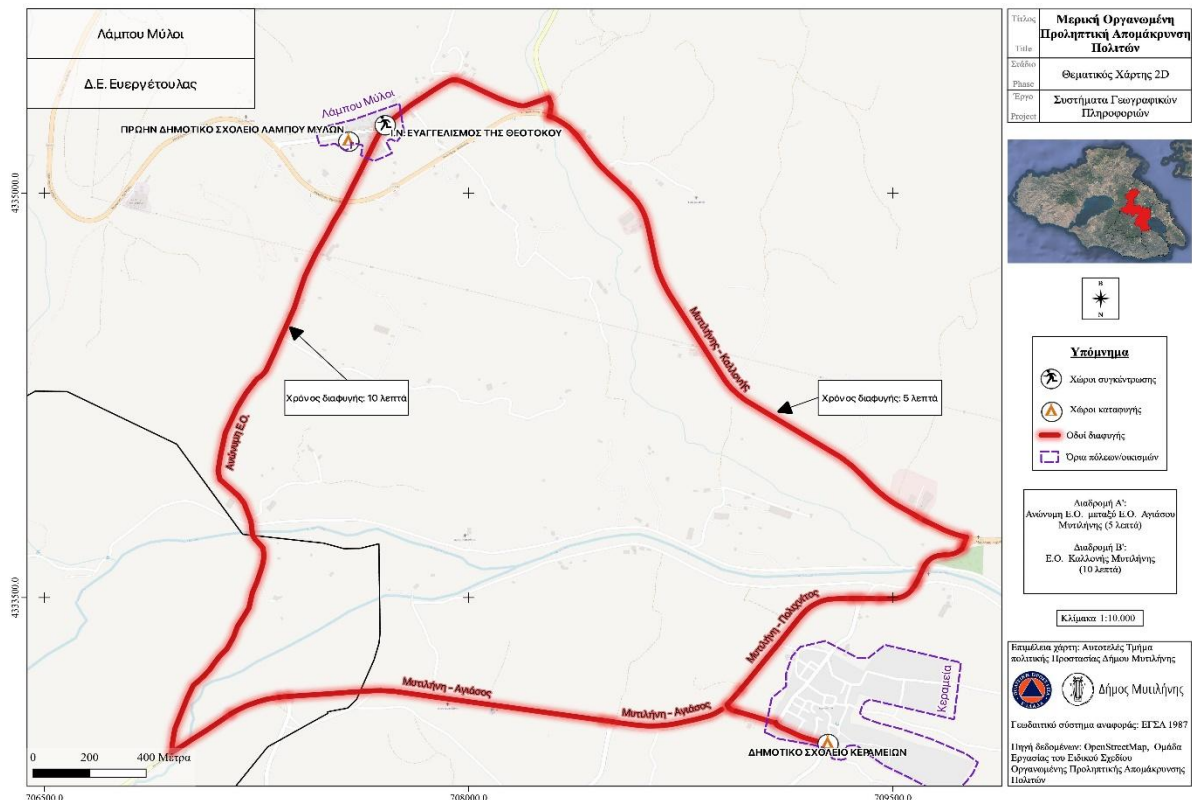 Λάμπου Μύλοι
Δ.Ε. Ευεργέτουλας
Λάμπου Μύλοι
ΠΡΩΗΝ ΔΗΜΟΤΙΚΟ ΣΧΟΛΕΙΟ ΛΑΜΠΟΥ ΜΥΛΩΝ
Ι.Ν. ΕΥΑΓΓΕΛΙΣΜΟΣ ΤΗΣ ΘΕΟΤΟΚΟΥ
4335000.0
Μυτιλήνης - Καλλονής
Χρόνος διαφυγής: 10 λεπτά
Χρόνος διαφυγής: 5 λεπτά
Ανώνυμη Ε.Ο.
4333500.0
Μυτιλήνη - Πολιχνίτος
Μυτιλήνη - Αγιάσος
Μυτιλήνη - Αγιάσος
Κεραμεία
ΔΗΜΟΤΙΚΟ ΣΧΟΛΕΙΟ ΚΕΡΑΜΕΙΩΝ
0 200 400 Μέτρα
706500.0 708000.0 709500.0
Τίτλος
Title
Μερική Οργανωμένη
Προληπτική Απομάκρυνση
Πολιτών
Στάδιο
Phase
Θεματικός Χάρτης 2D
Έργο
Project
Συστήματα Γεωγραφικών
Πληροφοριών
Β
Ν
Υπόμνημα
Χώροι συγκέντρωσης
Χώροι καταφυγής
Οδοί διαφυγής
Όρια πόλεων/οικισμών
Διαδρομή Α':
Ανώνυμη Ε.Ο. μεταξύ Ε.Ο. Αγιάσου
Μυτιλήνης (5 λεπτά)
Διαδρομή Β':
Ε.Ο. Καλλονής Μυτιλήνης
(10 λεπτά)
Κλίμακα 1:10.000
Επιμέλεια χάρτη: Αυτοτελές Τμήμα
πολιτικής Προστασίας Δήμου Μυτιλήνης
Δήμος Μυτιλήνης
Γεωδαιτικό σύστημα αναφοράς: ΕΓΣΑ 1987
Πηγή δεδομένων: OpenStreetMap, Ομάδα
Εργασίας του Ειδικού Σχεδίου
Οργανωμένης Προληπτικής Απομάκρυνσης
Πολιτών